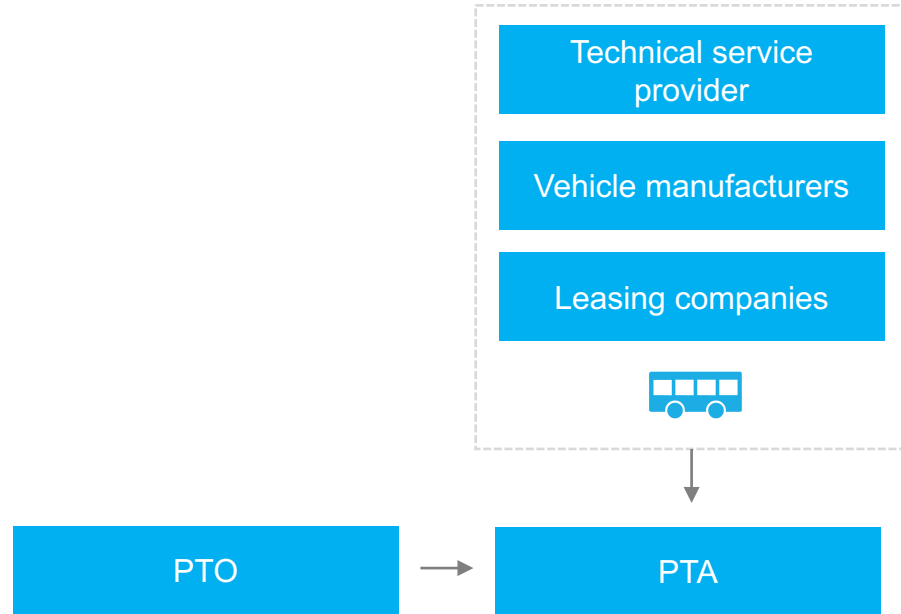 Technical service
provider
Vehicle manufacturers
Leasing companies
PTO
PTA